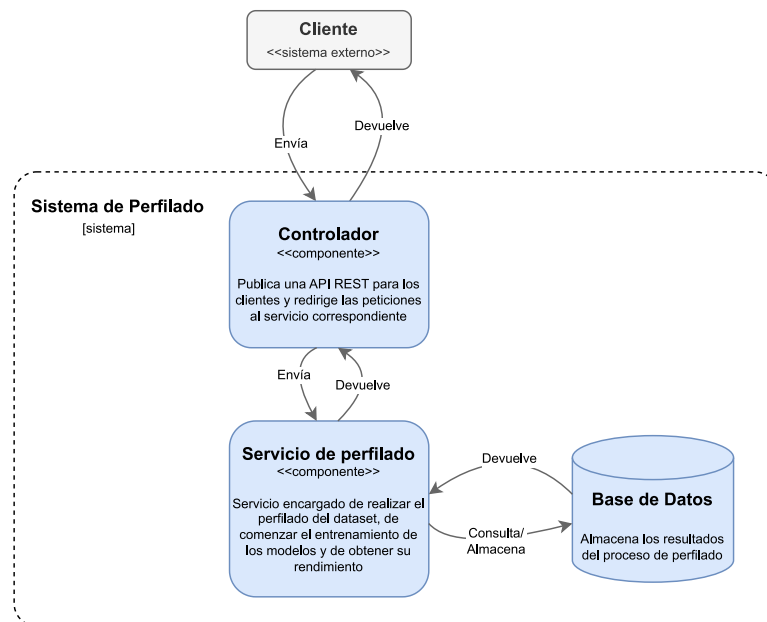 Cliente
<<sistema externo>>
Devuelve
Envía
Sistema de Perfilado
[sistema]
Controlador
<<componente>>
Publica una API REST para los
clientes y redirige las peticiones
al servicio correspondiente
Envía
Devuelve
Servicio de perfilado
<<componente>>
Servicio encargado de realizar el
perfilado del dataset, de
comenzar el entrenamiento de
los modelos y de obtener su
rendimiento
Devuelve
Consulta/
Almacena
Base de Datos
Almacena los resultados
del proceso de perfilado